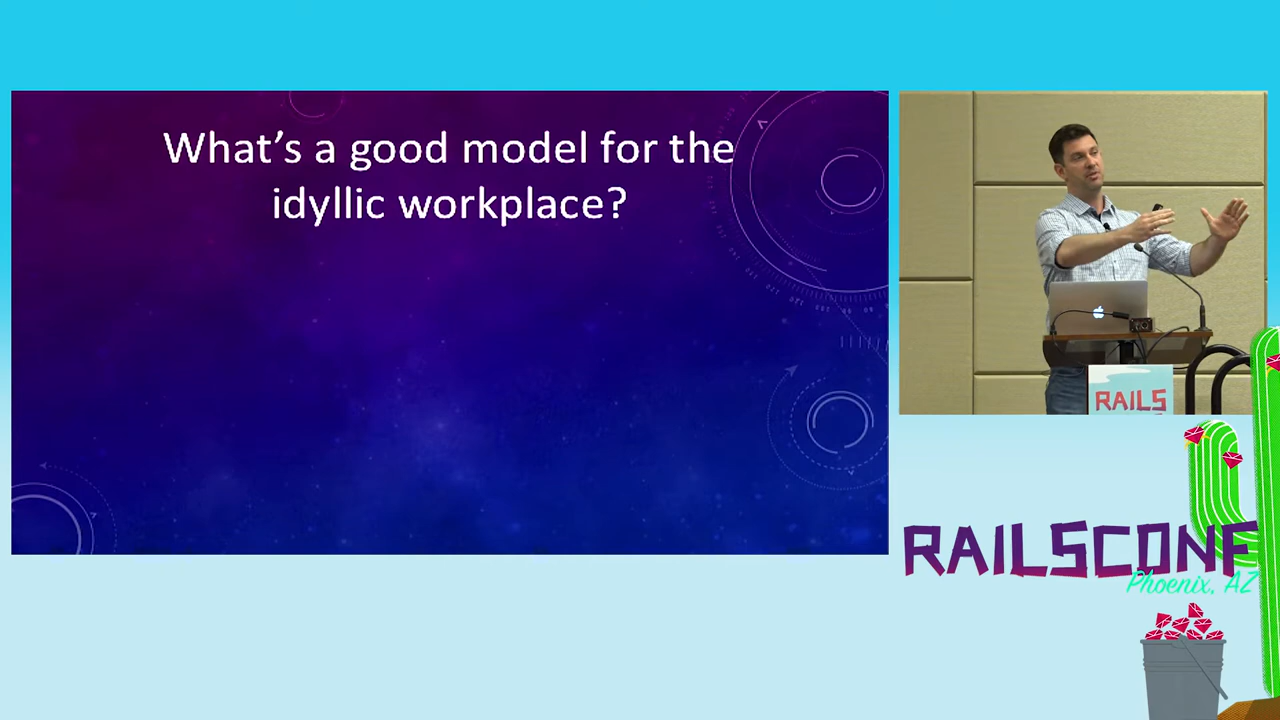 What's a good model for the
idyllic workplace?
RAILS
RAILSCONF
Phoenix, AZ